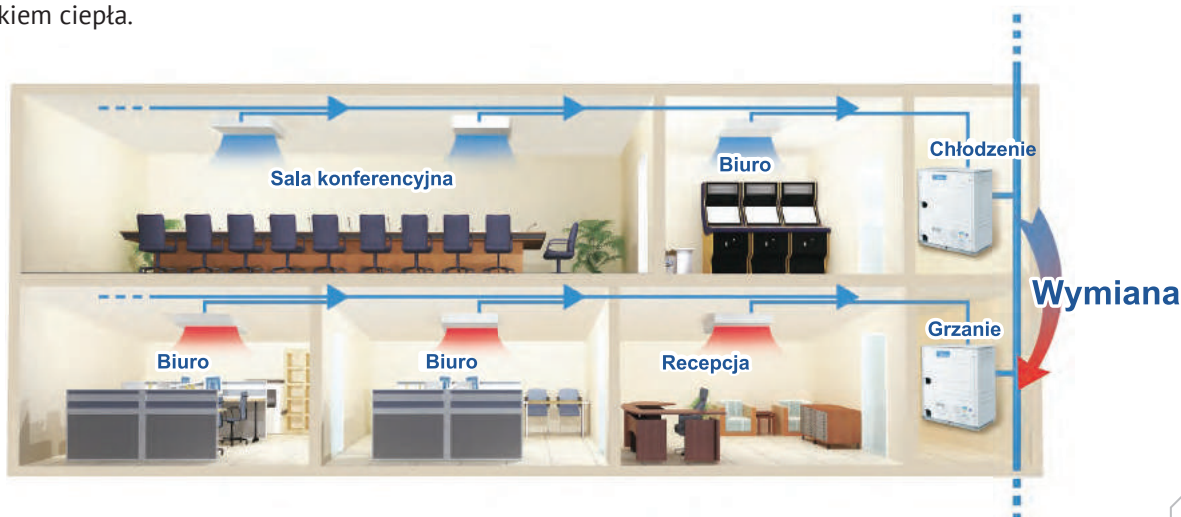 kiem ciepła.
Chłodzenie
Biuro
Sala konferencyjna
Wymiana
Grzanie
Biuro
Biuro
Recepcja